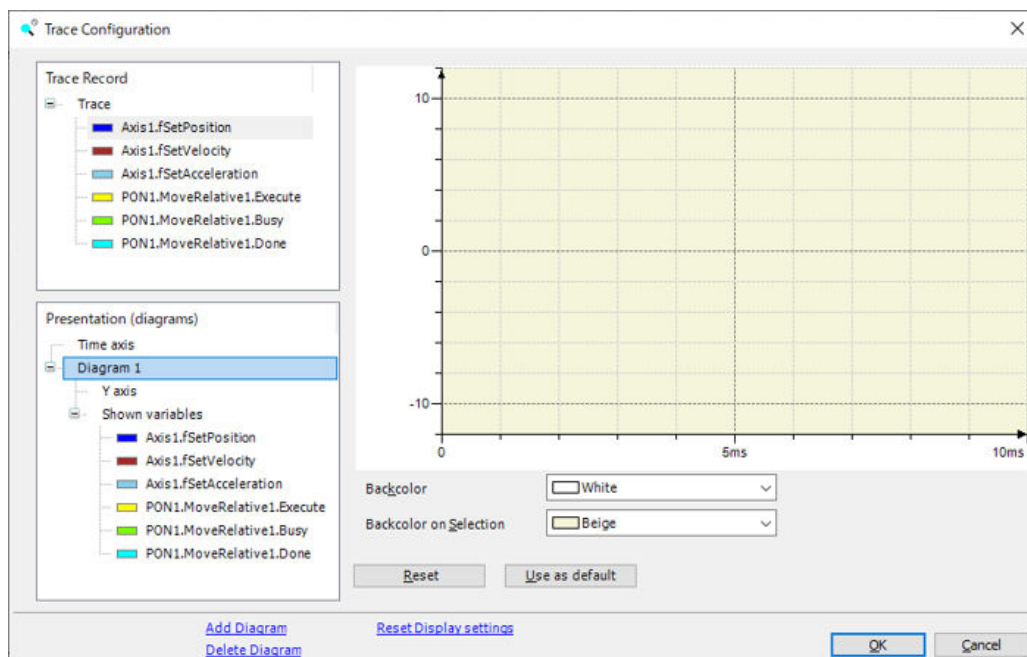 Trace Configuration
Trace Record
Trace
Axis1.fSetPosition
Axis1.fSetVelocity
Axis1.fSetAcceleration
PON1.MoveRelative1.Execute
PON1.MoveRelative1.Busy
PON1.MoveRelative1.Done
Presentation (diagrams)
Time axis
Diagram 1
Y axis
Shown variables
Axis1.fSetPosition
Axis1.fSetVelocity
Axis1.fSetAcceleration
PON1.MoveRelative1.Execute
PON1.MoveRelative1.Busy
PON1.MoveRelative1.Done
10
0
-10
0 5ms 10ms
Backcolor White
Backcolor on Selection Beige
Reset Use as default
Add Diagram Reset Display settings
Delete Diagram
OK Cancel